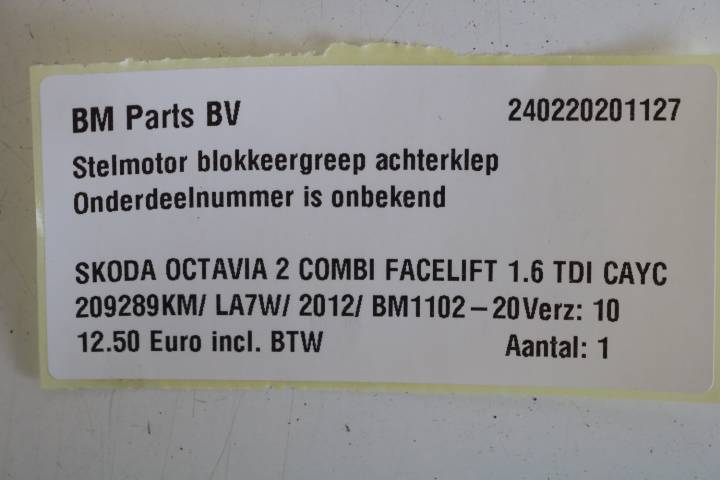 BM Parts BV 240220201127
Stelmotor blokkeergreep achterklep
Onderdeelnummer is onbekend
SKODA OCTAVIA 2 COMBI FACELIFT 1.6 TDI CAYC
209289KM/ LA7W/ 2012/ BM1102-20Verz: 10
12.50 Euro incl. BTW Aantal: 1